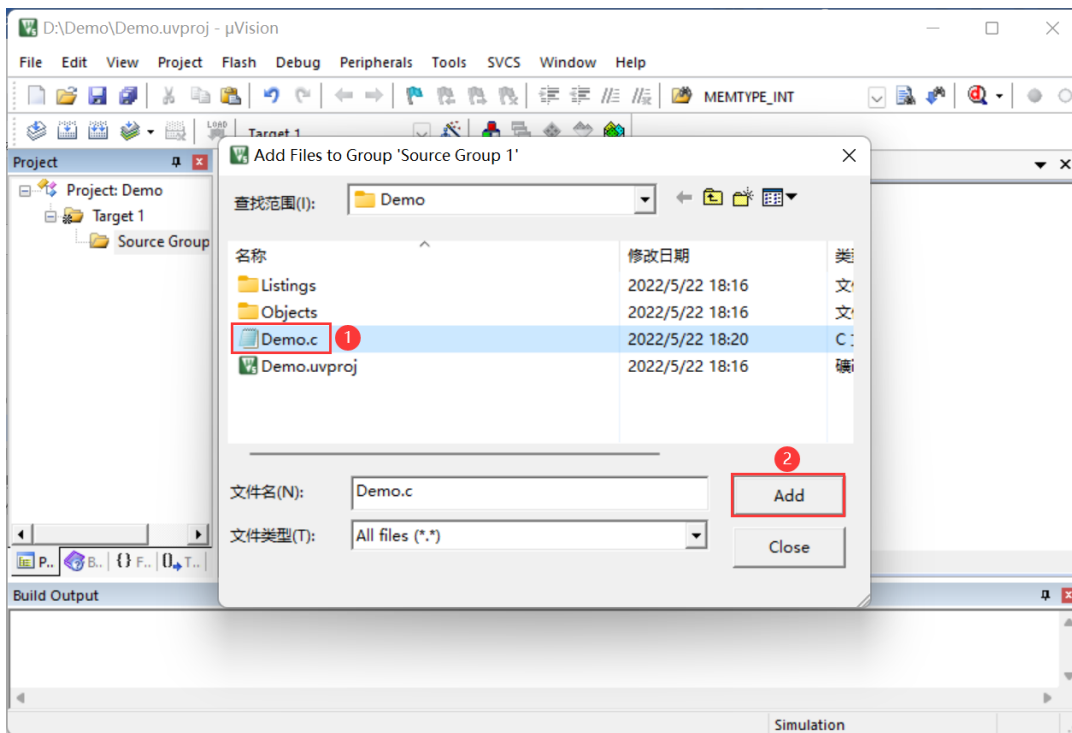 D:\Demo\Demo.uvproj - µVision
File Edit View Project Flash Debug Peripherals Tools SVCS Window Help
MEMTYPE_INT
LOAD Target 1
Project
Add Files to Group 'Source Group 1'
Project: Demo
Target 1
Source Group
查找范围(I): Demo
名称 修改日期
Listings 2022/5/22 18:16 文
Objects 2022/5/22 18:16 文
Demo.c 1 2022/5/22 18:20 C
Demo.uvproj 2022/5/22 18:16
2
文件名(N): Demo.c Add
文件类型(T): All files (*.*) Close
P.. B.. {} F.. 0 T..
Build Output
Simulation